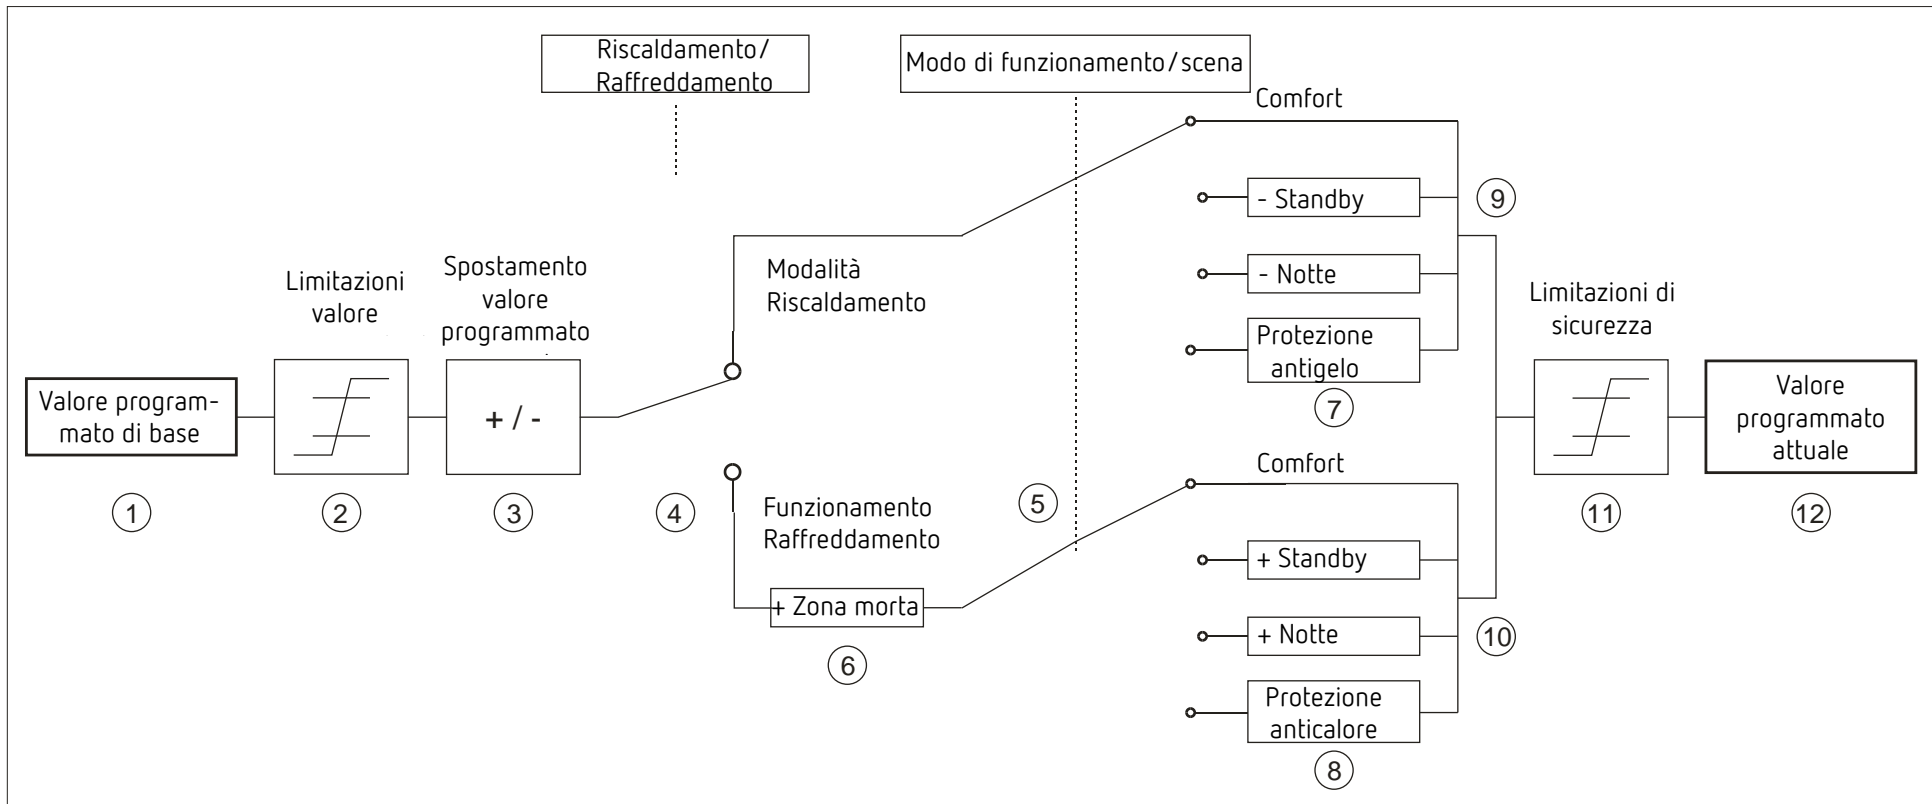 Riscaldamento/
Raffreddamento
Modo di funzionamento/scena
Comfort
- Standby
9
- Notte
Protezione
antigelo
7
Modalità
Riscaldamento
Limitazioni
valore
Spostamento
valore
programmato
Limitazioni di
sicurezza
Valore program-
mato di base
+ / -
Valore
programmato
attuale
1
2
3
4
5
11
12
Funzionamento
Raffreddamento
+ Zona morta
6
Comfort
+ Standby
+ Notte
10
Protezione
anticalore
8